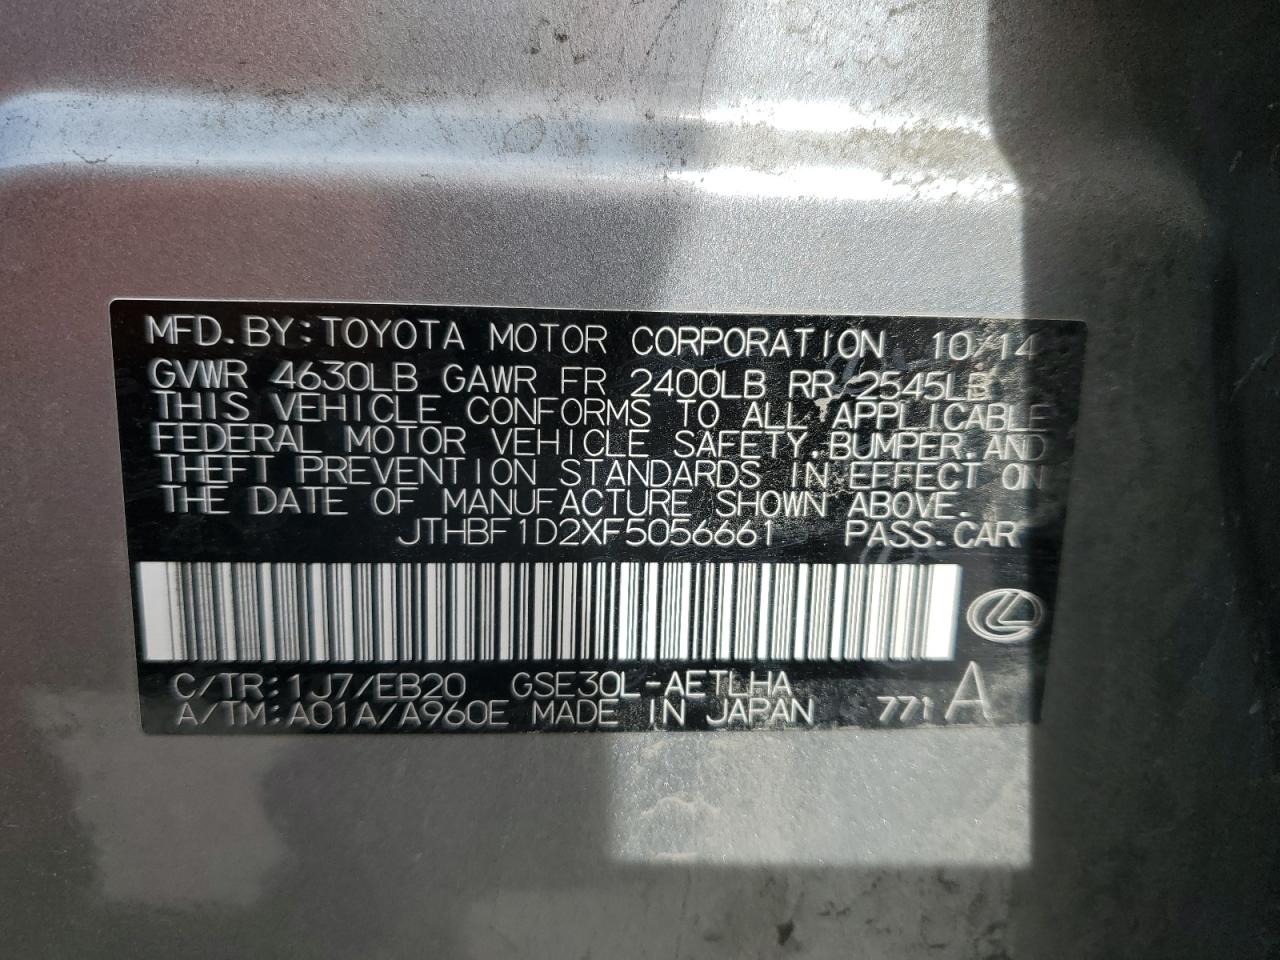 MFD.BY:TOYOTA MOTOR CORPORATION 10/14
GVWR 4630LB GAWR FR 2400LB RR 2545LB
THIS VEHICLE CONFORMS TO ALL APPLICABLE
FEDERAL MOTOR VEHICLE SAFETY.BUMPER.AND
THEFT PREVENTION STANDARDS IN EFFECT ON
THE DATE OF MANUFACTURE SHOWN ABOVE.
JTHBF1D2XF5056661 PASS.CAR
C/TR:1J7/EB20 GSE30L-AETLHA
A/TM:A01A/A960E MADE IN JAPAN 771 A